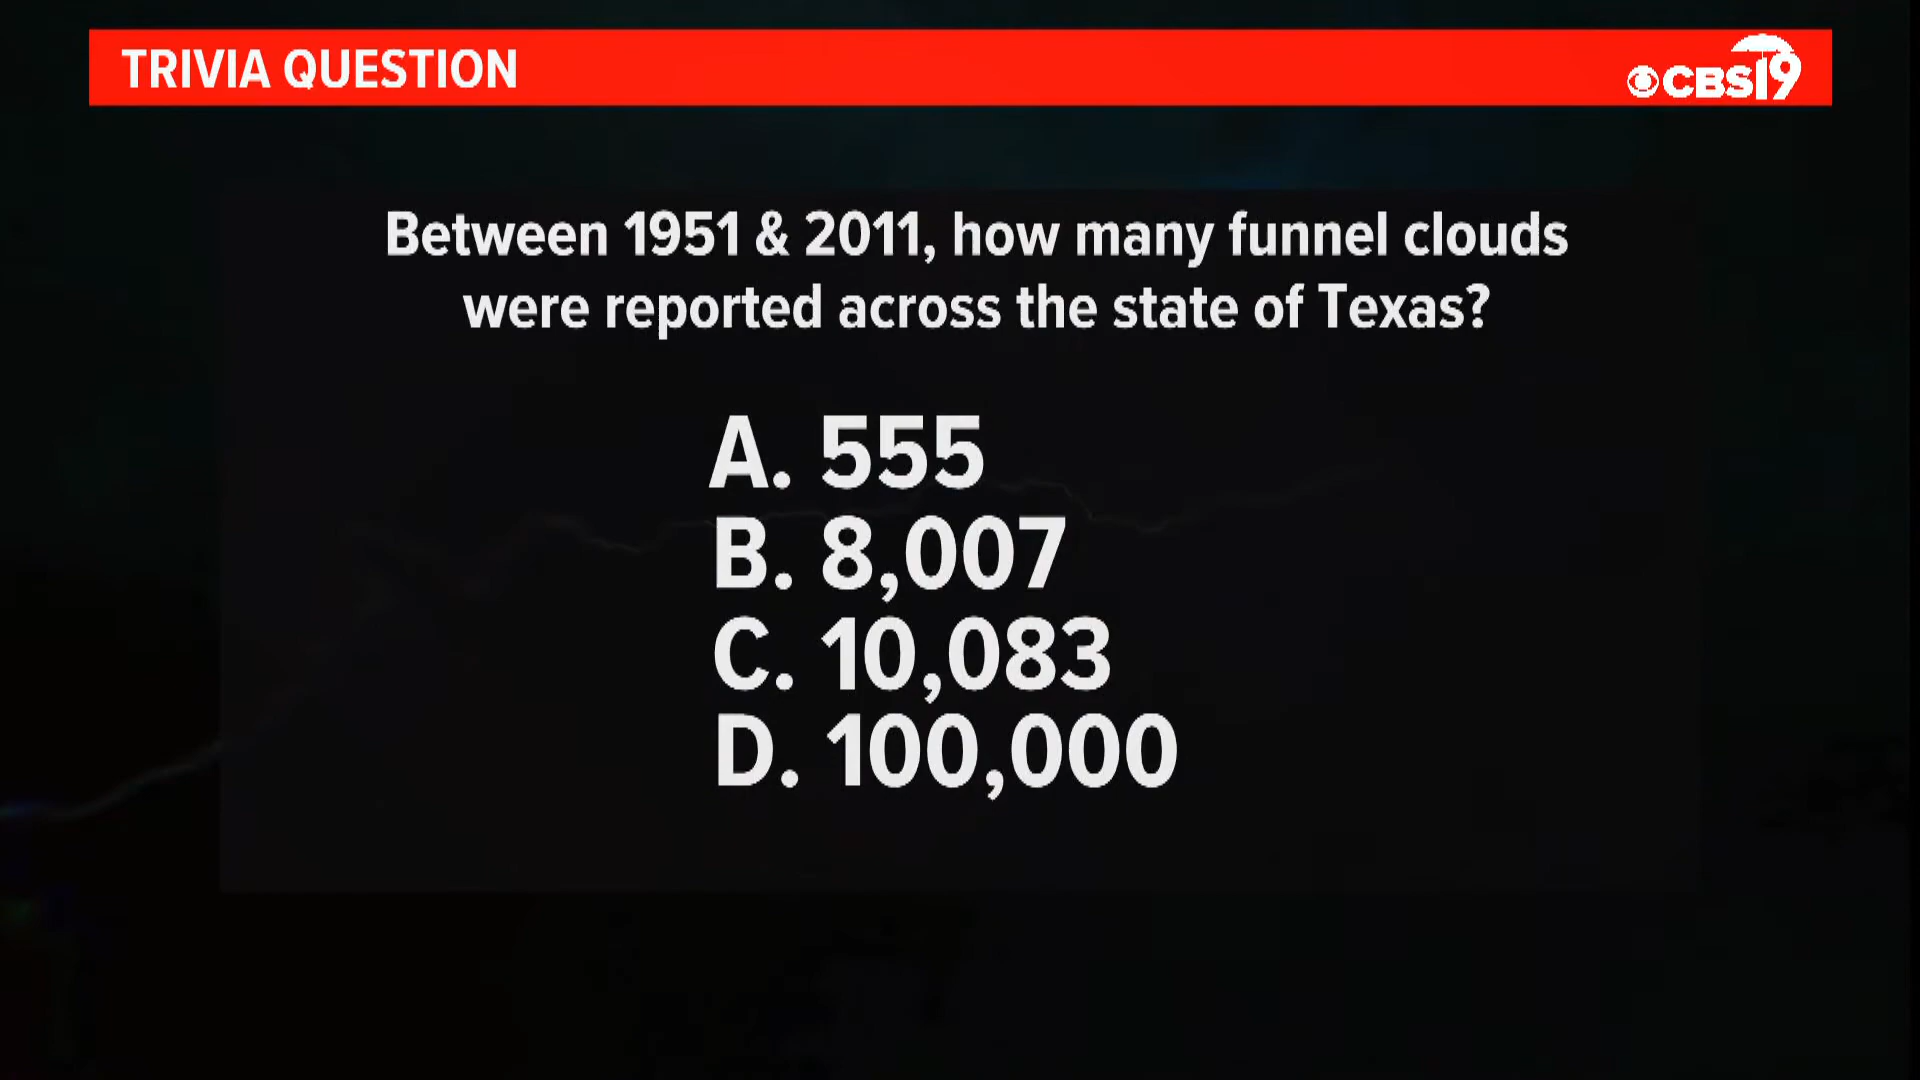 TRIVIA QUESTION
CBS19
Between 1951 & 2011, how many funnel clouds
were reported across the state of Texas?
A. 555
B. 8,007
C. 10,083
D. 100,000